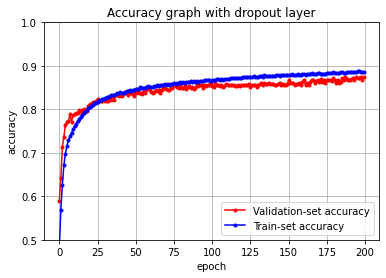 Accuracy graph with dropout layer
accuracy
1.0
0.9
0.8
0.7
0.6
0.5
0 25 50 75 100 125 150 175 200
epoch
Validation-set accuracy
Train-set accuracy